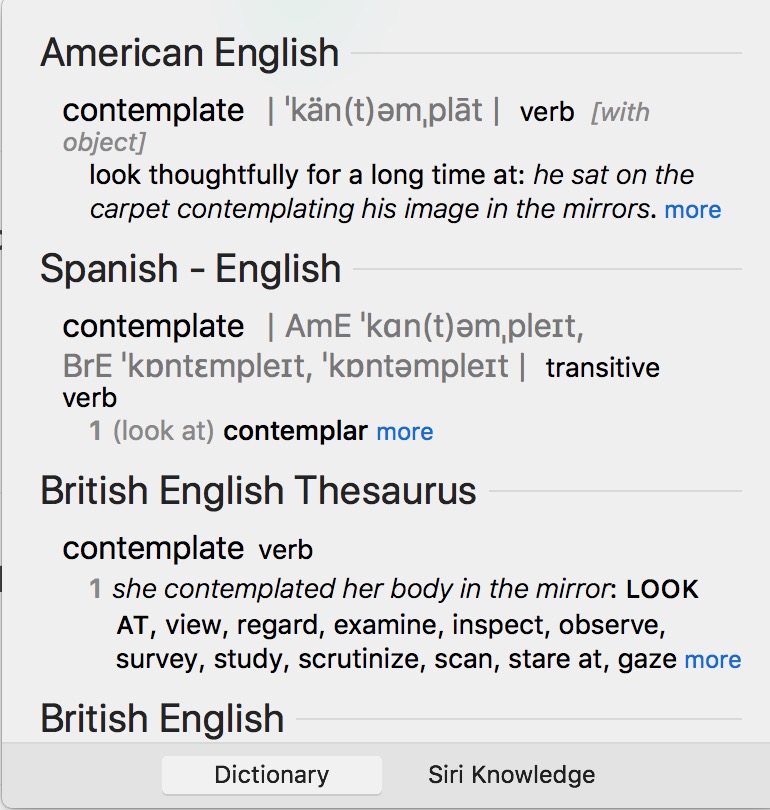 American English
contemplate | ˈkän(t)əmˌplāt | verb [with
object]
look thoughtfully for a long time at: he sat on the
carpet contemplating his image in the mirrors. more
Spanish - English
contemplate | AmE ˈkɑn(t)əmˌpleɪt,
BrE ˈkɒntɛmpleɪt, ˈkɒntəmpleɪt | transitive
verb
1 (look at) contemplar more
British English Thesaurus
contemplate verb
1 she contemplated her body in the mirror: LOOK
AT, view, regard, examine, inspect, observe,
survey, study, scrutinize, scan, stare at, gaze more
British English
Dictionary Siri Knowledge